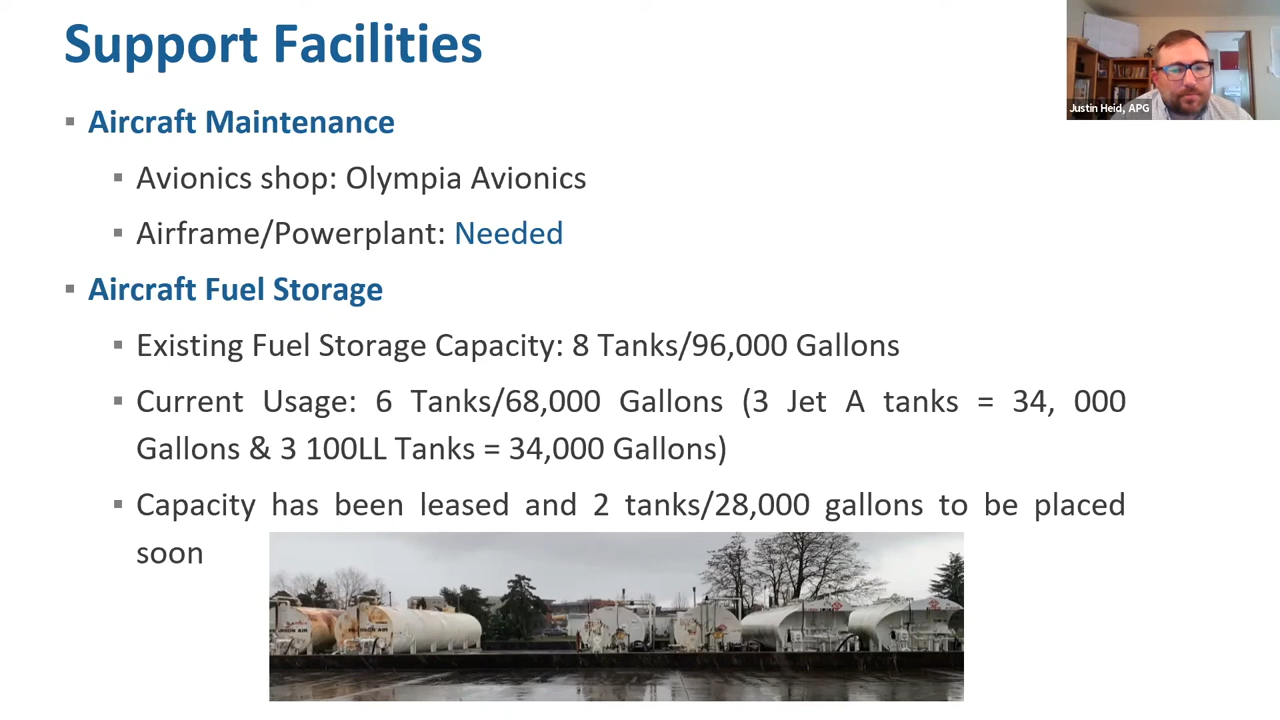 Support Facilities
Justin Heid, APG
▪ Aircraft Maintenance
▪ Avionics shop: Olympia Avionics
▪ Airframe/Powerplant: Needed
▪ Aircraft Fuel Storage
▪ Existing Fuel Storage Capacity: 8 Tanks/96,000 Gallons
▪ Current Usage: 6 Tanks/68,000 Gallons (3 Jet A tanks = 34, 000
Gallons & 3 100LL Tanks = 34,000 Gallons)
▪ Capacity has been leased and 2 tanks/28,000 gallons to be placed
soon